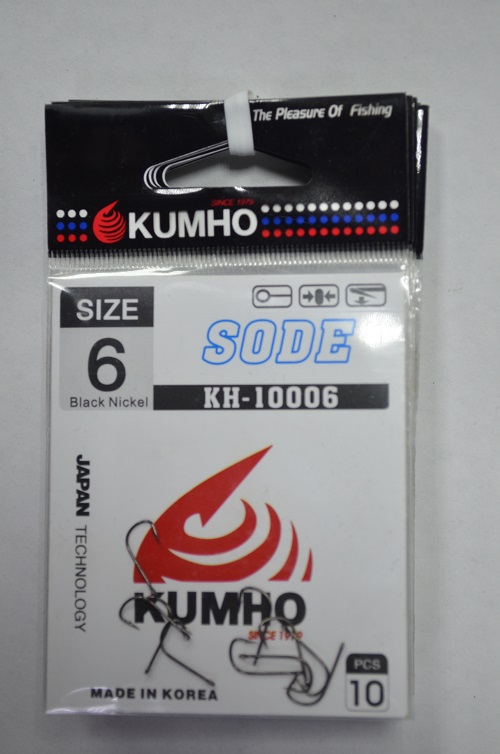 The Pleasure Of Fishing
SINCE 1979
KUMHO
SIZE
6
Black Nickel
SODE
KH-10006
JAPAN TECHNOLOGY
KUMHO
SINCE 1979
MADE IN KOREA
PCS
10